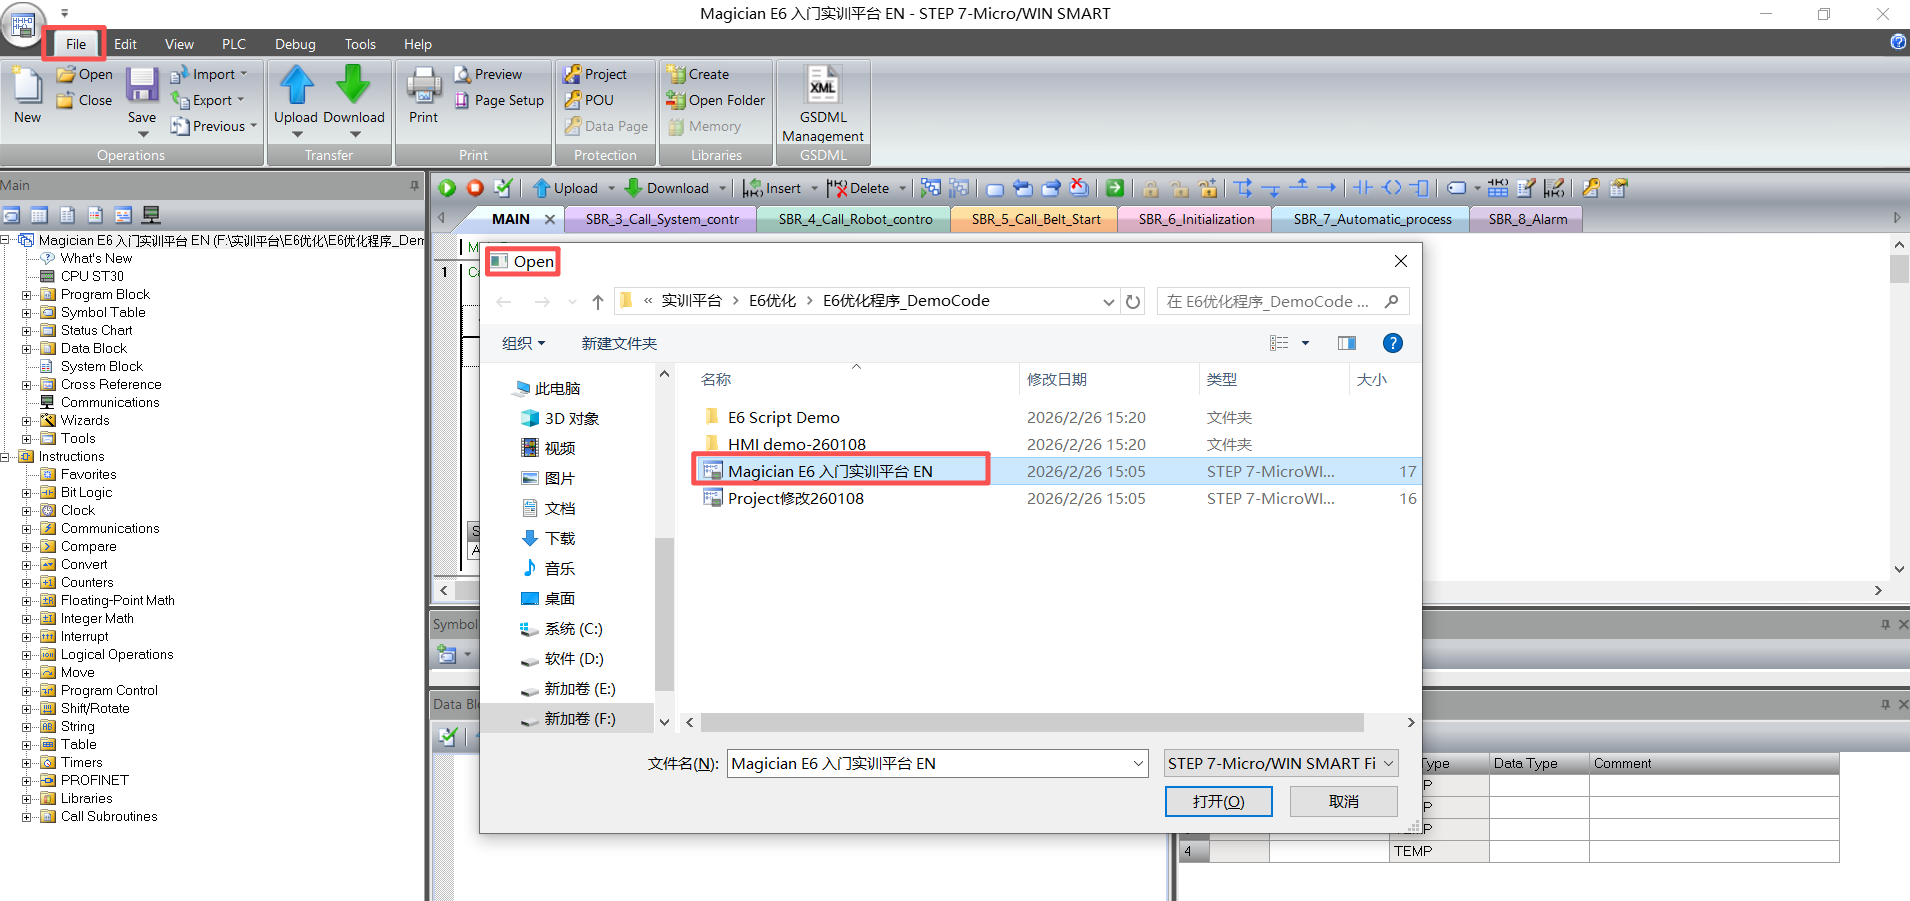 Magician E6 入门实训平台 EN - STEP 7-Micro/WIN SMART
File Edit View PLC Debug Tools Help
New Open Close Save Import Export Previous
Upload Download
Print Preview Page Setup
Project POU Data Page
Create Open Folder Memory
XML GSDML Management
Operations Transfer Print Protection Libraries GSDML
Main
Upload Download Insert Delete
MAIN SBR_3_Call_System_contr SBR_4_Call_Robot_contro SBR_5_Call_Belt_Start SBR_6_Initialization SBR_7_Automatic_process SBR_8_Alarm
Magician E6 入门实训平台 EN (F:\实训平台\E6优化\E6优化程序_Dem
What's New
CPU ST30
Program Block
Symbol Table
Status Chart
Data Block
System Block
Cross Reference
Communications
Wizards
Tools
Instructions
Favorites
Bit Logic
Clock
Communications
Compare
Convert
Counters
Floating-Point Math
Integer Math
Interrupt
Logical Operations
Move
Program Control
Shift/Rotate
String
Table
Timers
PROFINET
Libraries
Call Subroutines
1
Open
« 实训平台 › E6优化 › E6优化程序_DemoCode
在 E6优化程序_DemoCode ...
组织 新建文件夹
此电脑
3D 对象
视频
图片
文档
下载
音乐
桌面
系统 (C:)
软件 (D:)
新加卷 (E:)
新加卷 (F:)
名称 修改日期 类型 大小
E6 Script Demo 2026/2/26 15:20 文件夹
HMI demo-260108 2026/2/26 15:20 文件夹
Magician E6 入门实训平台 EN 2026/2/26 15:05 STEP 7-MicroWI... 17
Project修改260108 2026/2/26 15:05 STEP 7-MicroWI... 16
文件名(N): Magician E6 入门实训平台 EN STEP 7-Micro/WIN SMART Fi
打开(O) 取消
Symbol
Data Bl
Data Type Comment
4 TEMP